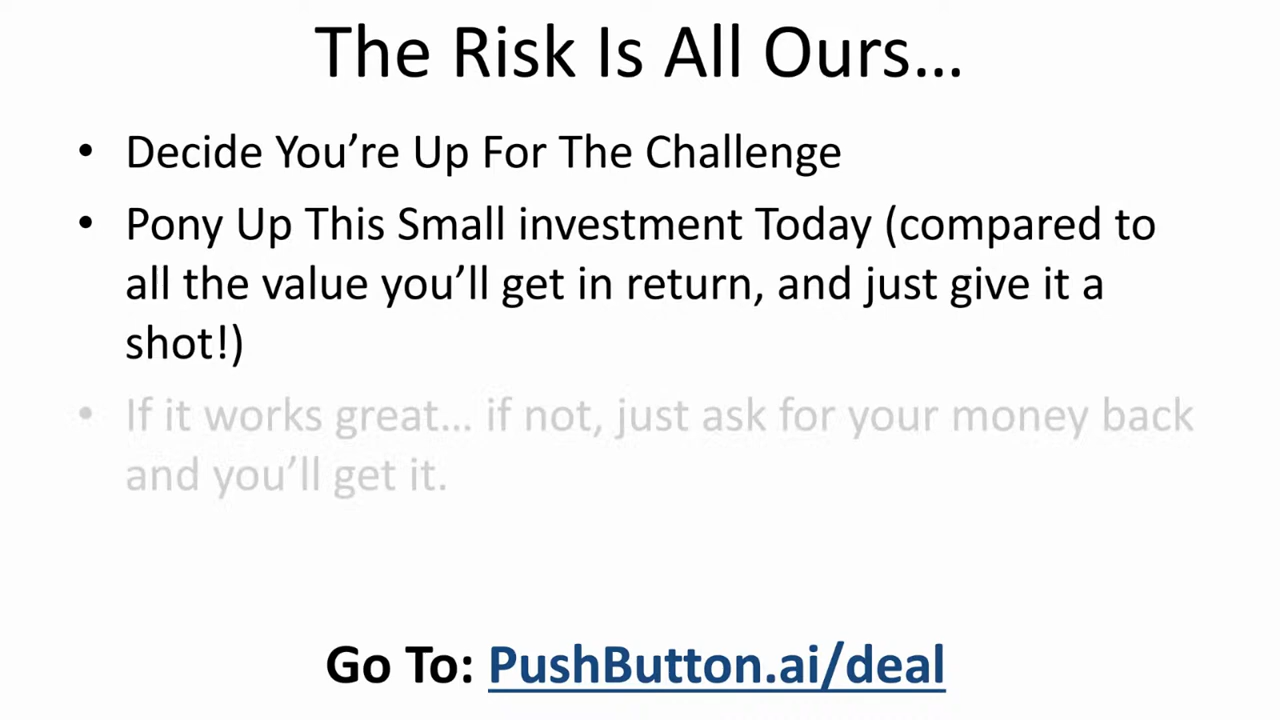 The Risk Is All Ours…
• Decide You’re Up For The Challenge
• Pony Up This Small investment Today (compared to
all the value you’ll get in return, and just give it a
shot!)
• If it works great… if not, just ask for your money back
and you’ll get it.
Go To: PushButton.ai/deal